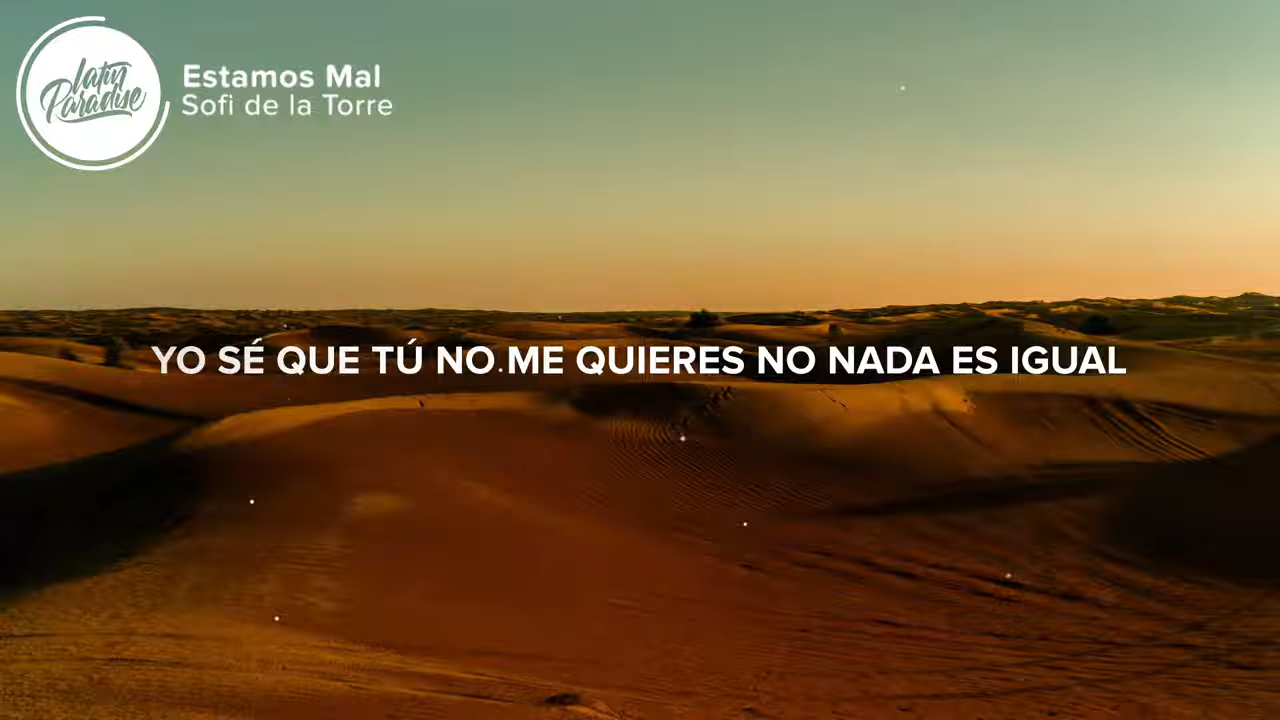 Latin
Paradise
Estamos Mal
Sofi de la Torre
YO SÉ QUE TÚ NO ME QUIERES NO NADA ES IGUAL